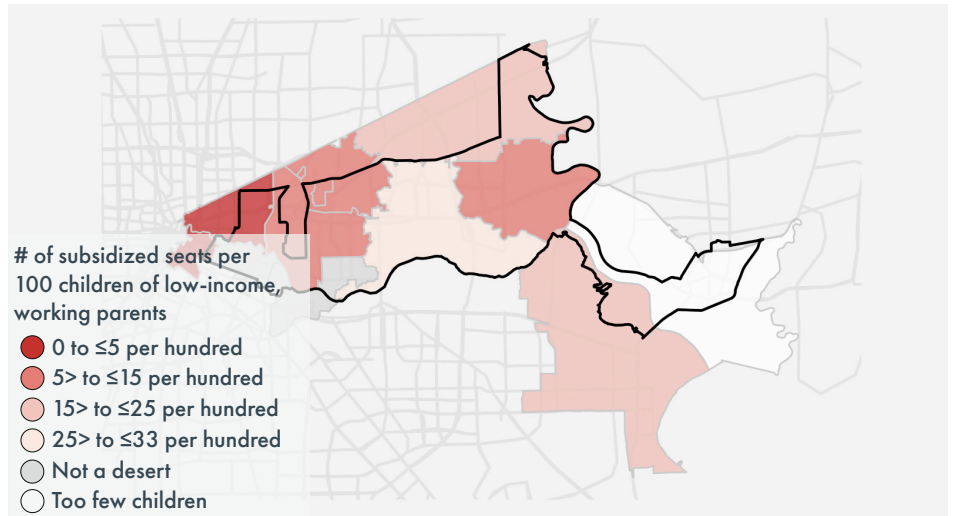 # of subsidized seats per
100 children of low-income,
working parents
0 to ≤5 per hundred
5> to ≤15 per hundred
15> to ≤25 per hundred
25> to ≤33 per hundred
Not a desert
Too few children